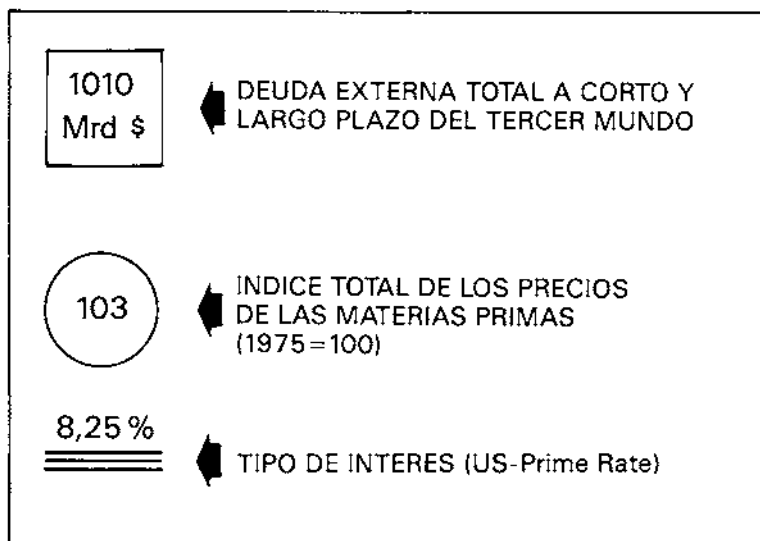 1010
Mrd $
DEUDA EXTERNA TOTAL A CORTO Y
LARGO PLAZO DEL TERCER MUNDO
103
INDICE TOTAL DE LOS PRECIOS
DE LAS MATERIAS PRIMAS
(1975=100)
8,25%
TIPO DE INTERES (US-Prime Rate)